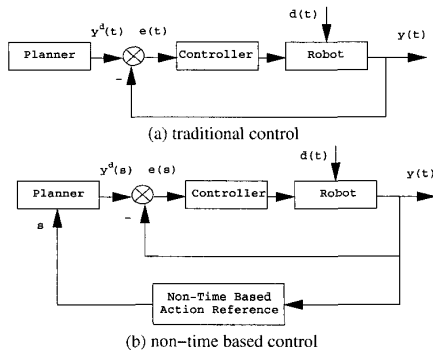 d(t)
y^d(t) e(t) y(t)
Planner Controller Robot
-
(a) traditional control
d(t)
y^d(s) e(s) y(t)
Planner Controller Robot
s -
Non-Time Based
Action Reference
(b) non-time based control